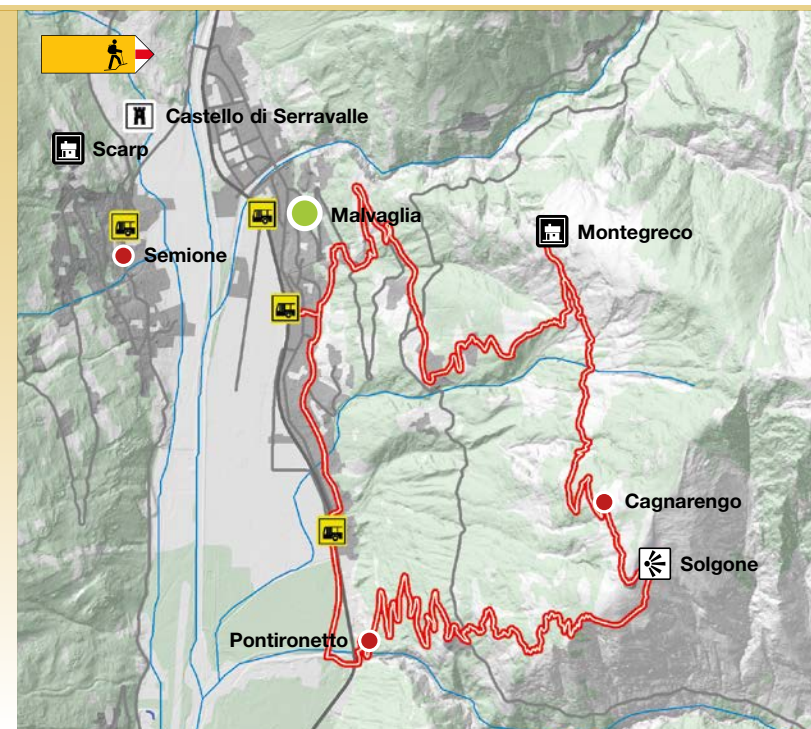 Castello di Serravalle
Scarp
Malvaglia
Montegreco
Semione
Cagnarengo
Solgone
Pontironetto